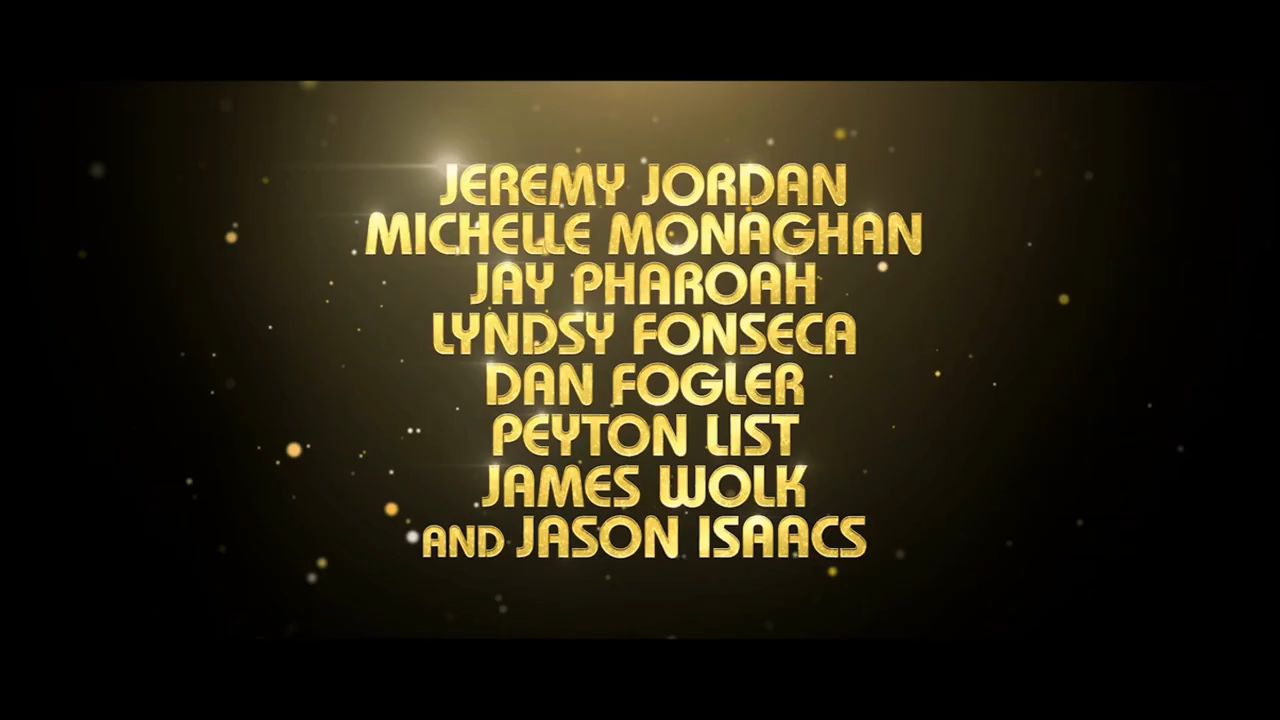 JEREMY JORDAN
MICHELLE MONAGHAN
JAY PHAROAH
LYNDSY FONSECA
DAN FOGLER
PEYTON LIST
JAMES WOLK
AND JASON ISAACS